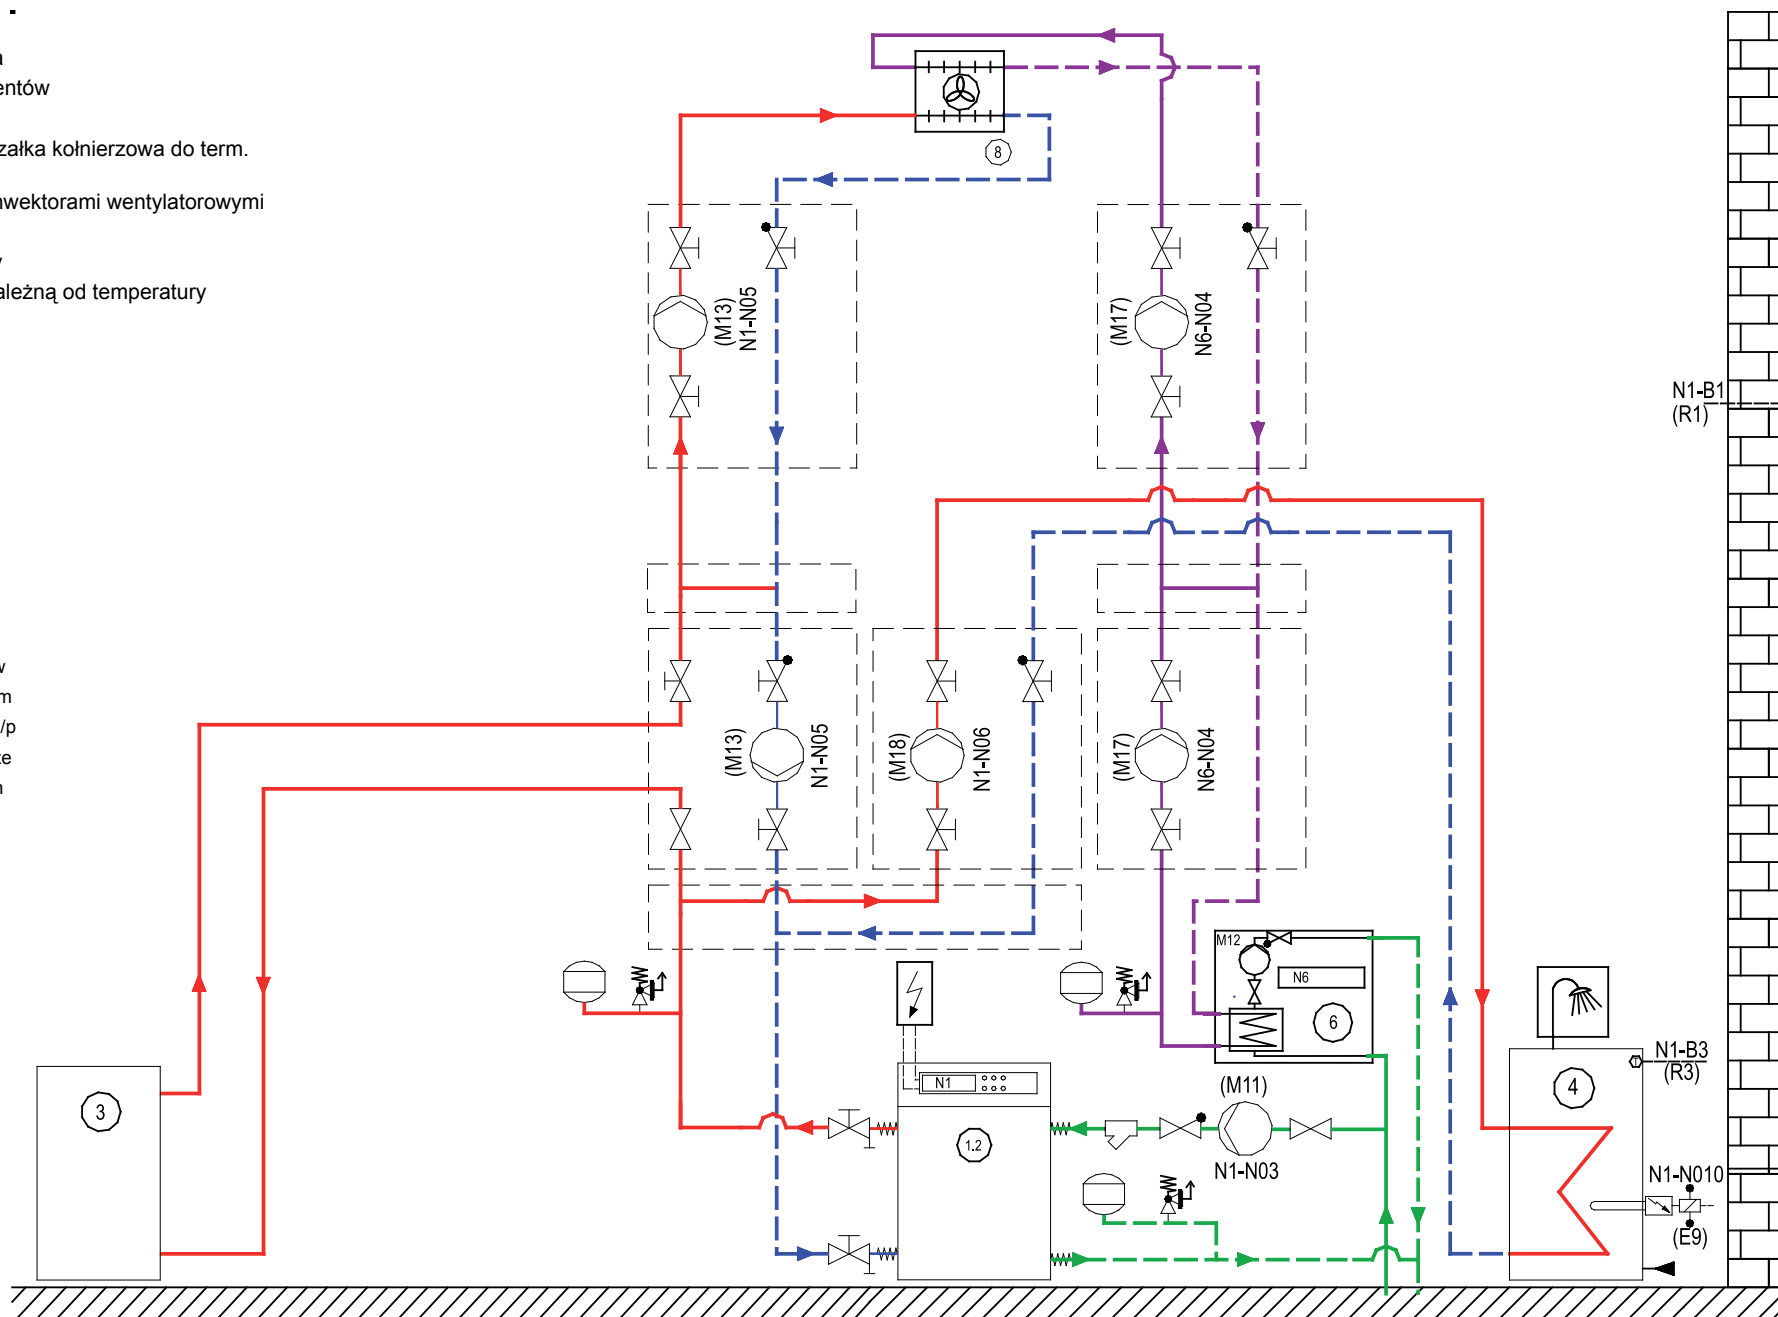 a
entów
załka kołnierzowa do term.
nwektorami wentylatorowymi
y
ależną od temperatury
w
m
/p
ze
n
8
(M13)
N1-N05
(M17)
N6-N04
N1-B1
(R1)
(M13)
N1-N05
(M18)
N1-N06
(M17)
N6-N04
M12
N6
6
3
N1
1.2
(M11)
N1-N03
4
N1-B3
(R3)
N1-N010
(E9)